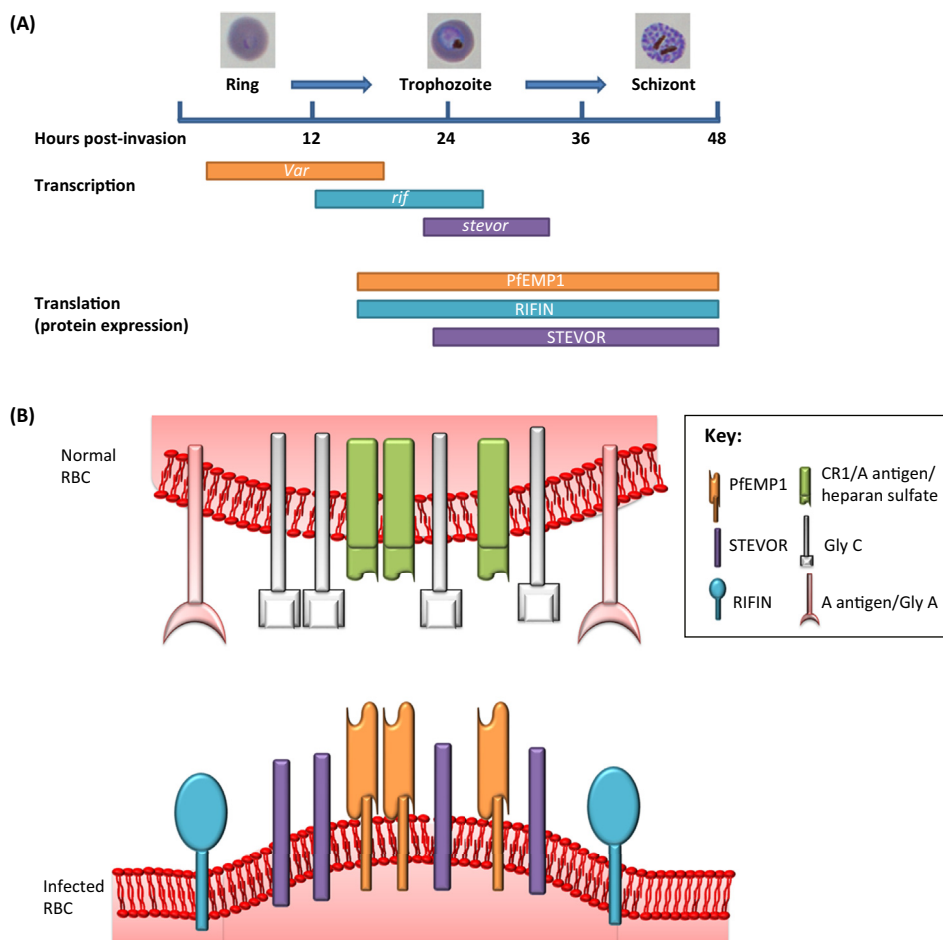 (A)
Ring
Trophozoite
Schizont
Hours post-invasion
12
24
36
48
Transcription
Var
rif
stevor
Translation
(protein expression)
PfEMP1
RIFIN
STEVOR
(B)
Normal
RBC
Key:
PfEMP1
CR1/A antigen/
heparan sulfate
STEVOR
Gly C
RIFIN
A antigen/Gly A
Infected
RBC